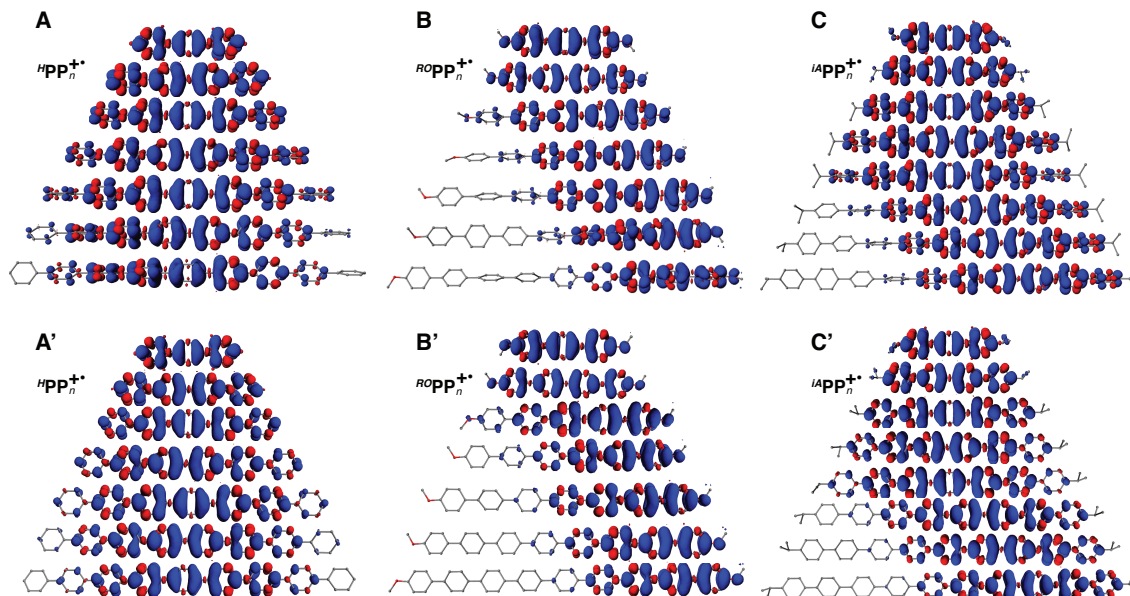 A
B
C
HPPn+•
ROPPn+•
iAPPn+•
A'
B'
C'
HPPn+•
ROPPn+•
iAPPn+•